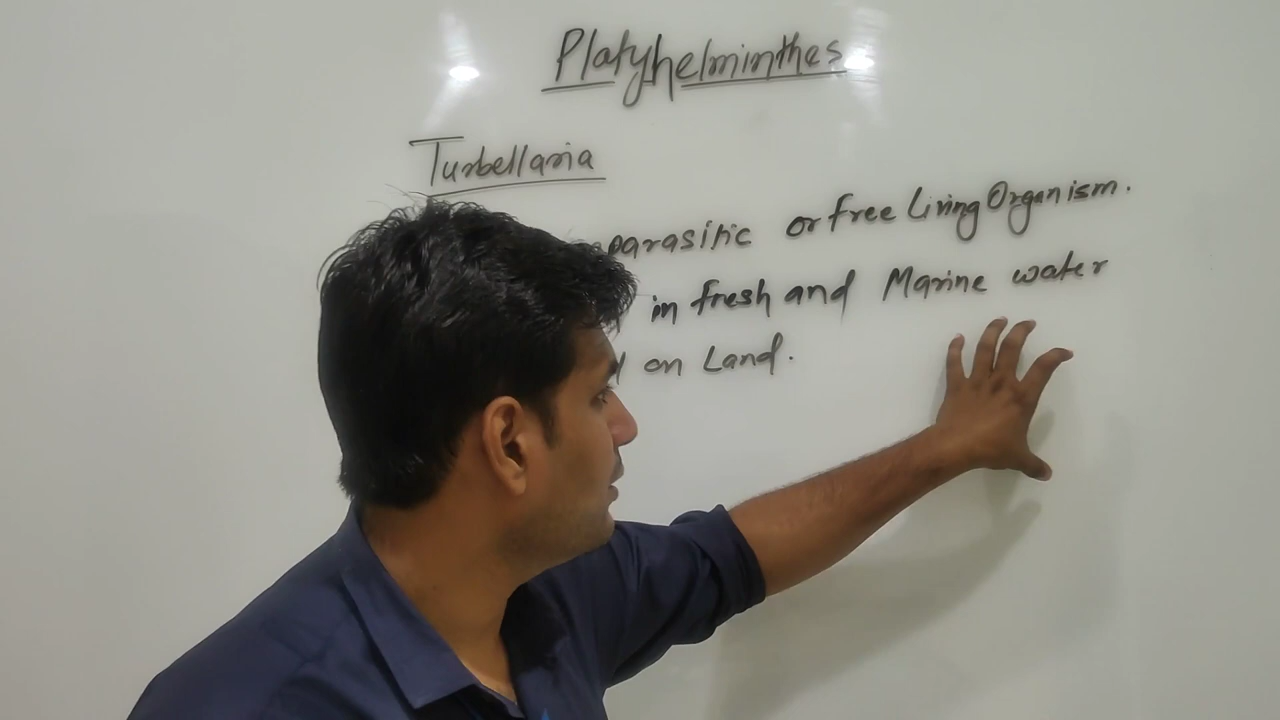 Platyhelminthes
Turbellaria
parasitic or free Living Organism.
in fresh and Marine water
on Land.